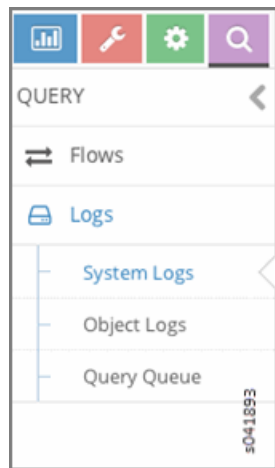 QUERY
Flows
Logs
System Logs
Object Logs
Query Queue
s041893